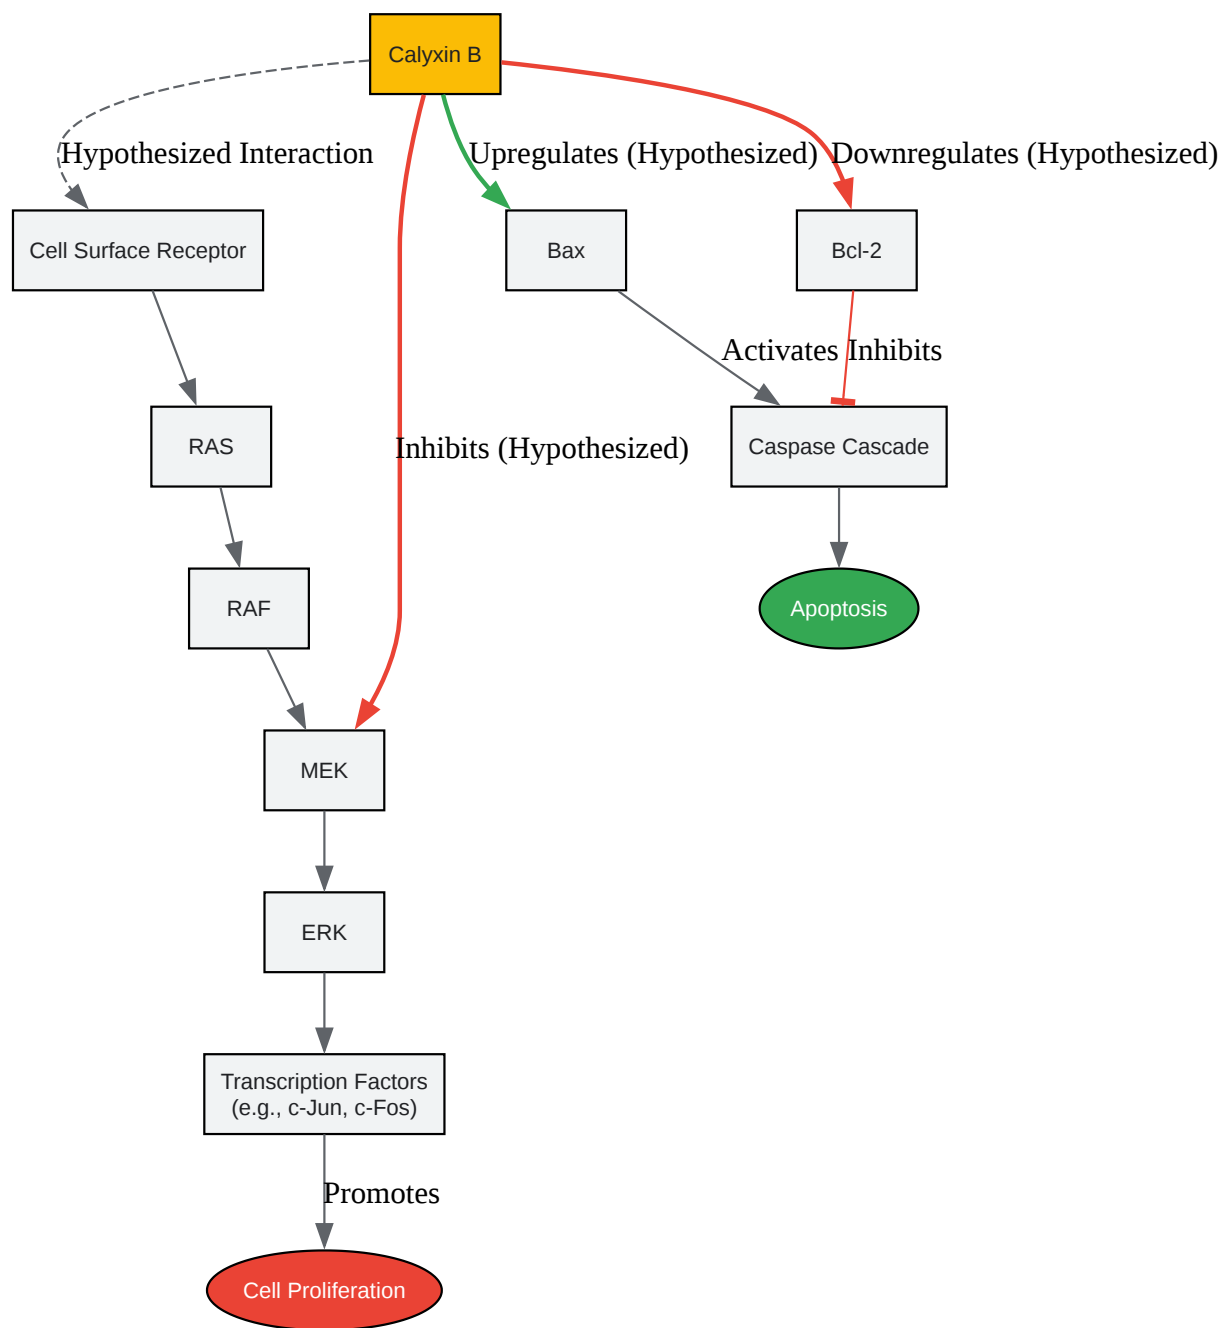 Calyxin B
Hypothesized Interaction
Upregulates (Hypothesized)
Downregulates (Hypothesized)
Cell Surface Receptor
Bax
Bcl-2
Activates
Inhibits
RAS
Inhibits (Hypothesized)
Caspase Cascade
RAF
Apoptosis
MEK
ERK
Transcription Factors
(e.g., c-Jun, c-Fos)
Promotes
Cell Proliferation